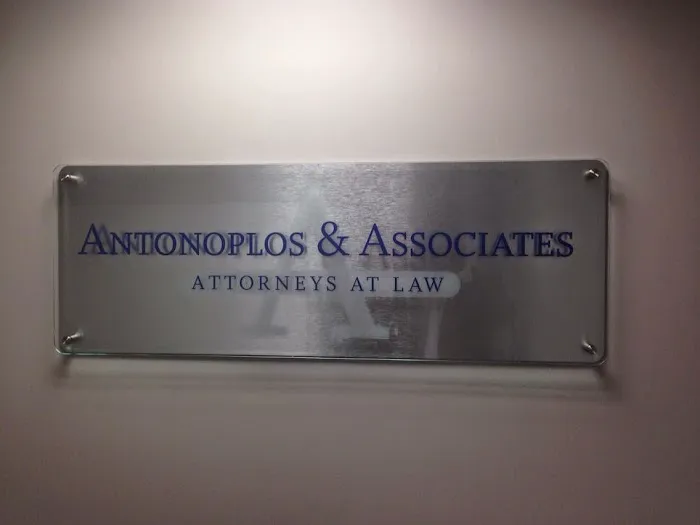 ANTONOPLOS & ASSOCIATES
ATTORNEYS AT LAW